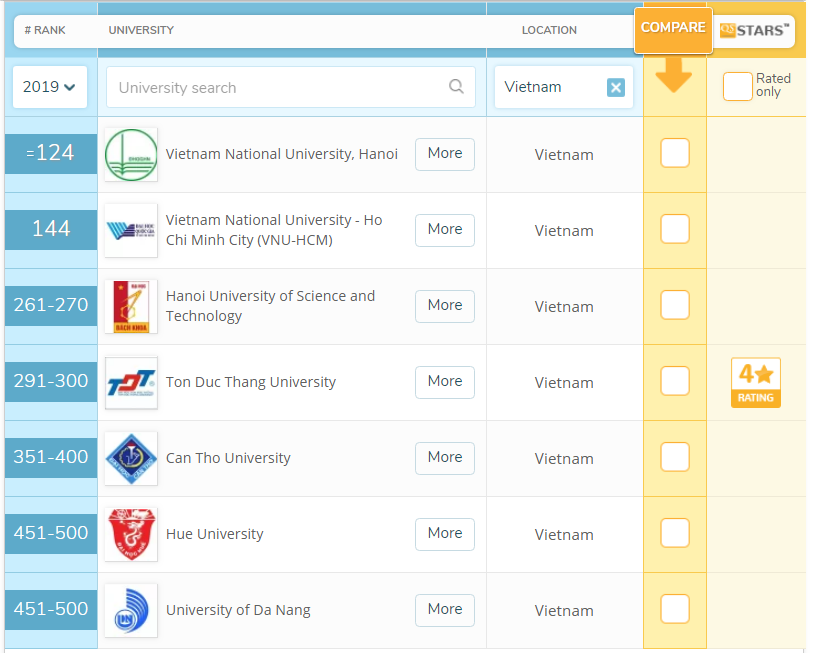 # RANK UNIVERSITY LOCATION COMPARE QS STARS™
2019 University search Vietnam Rated only
=124 Vietnam National University, Hanoi More Vietnam
144 Vietnam National University - Ho
Chi Minh City (VNU-HCM) More Vietnam
261-270 BÁCH KHOA Hanoi University of Science and
Technology More Vietnam
291-300 TDT Ton Duc Thang University More Vietnam 4 RATING
351-400 Can Tho University More Vietnam
451-500 Hue University More Vietnam
451-500 University of Da Nang More Vietnam